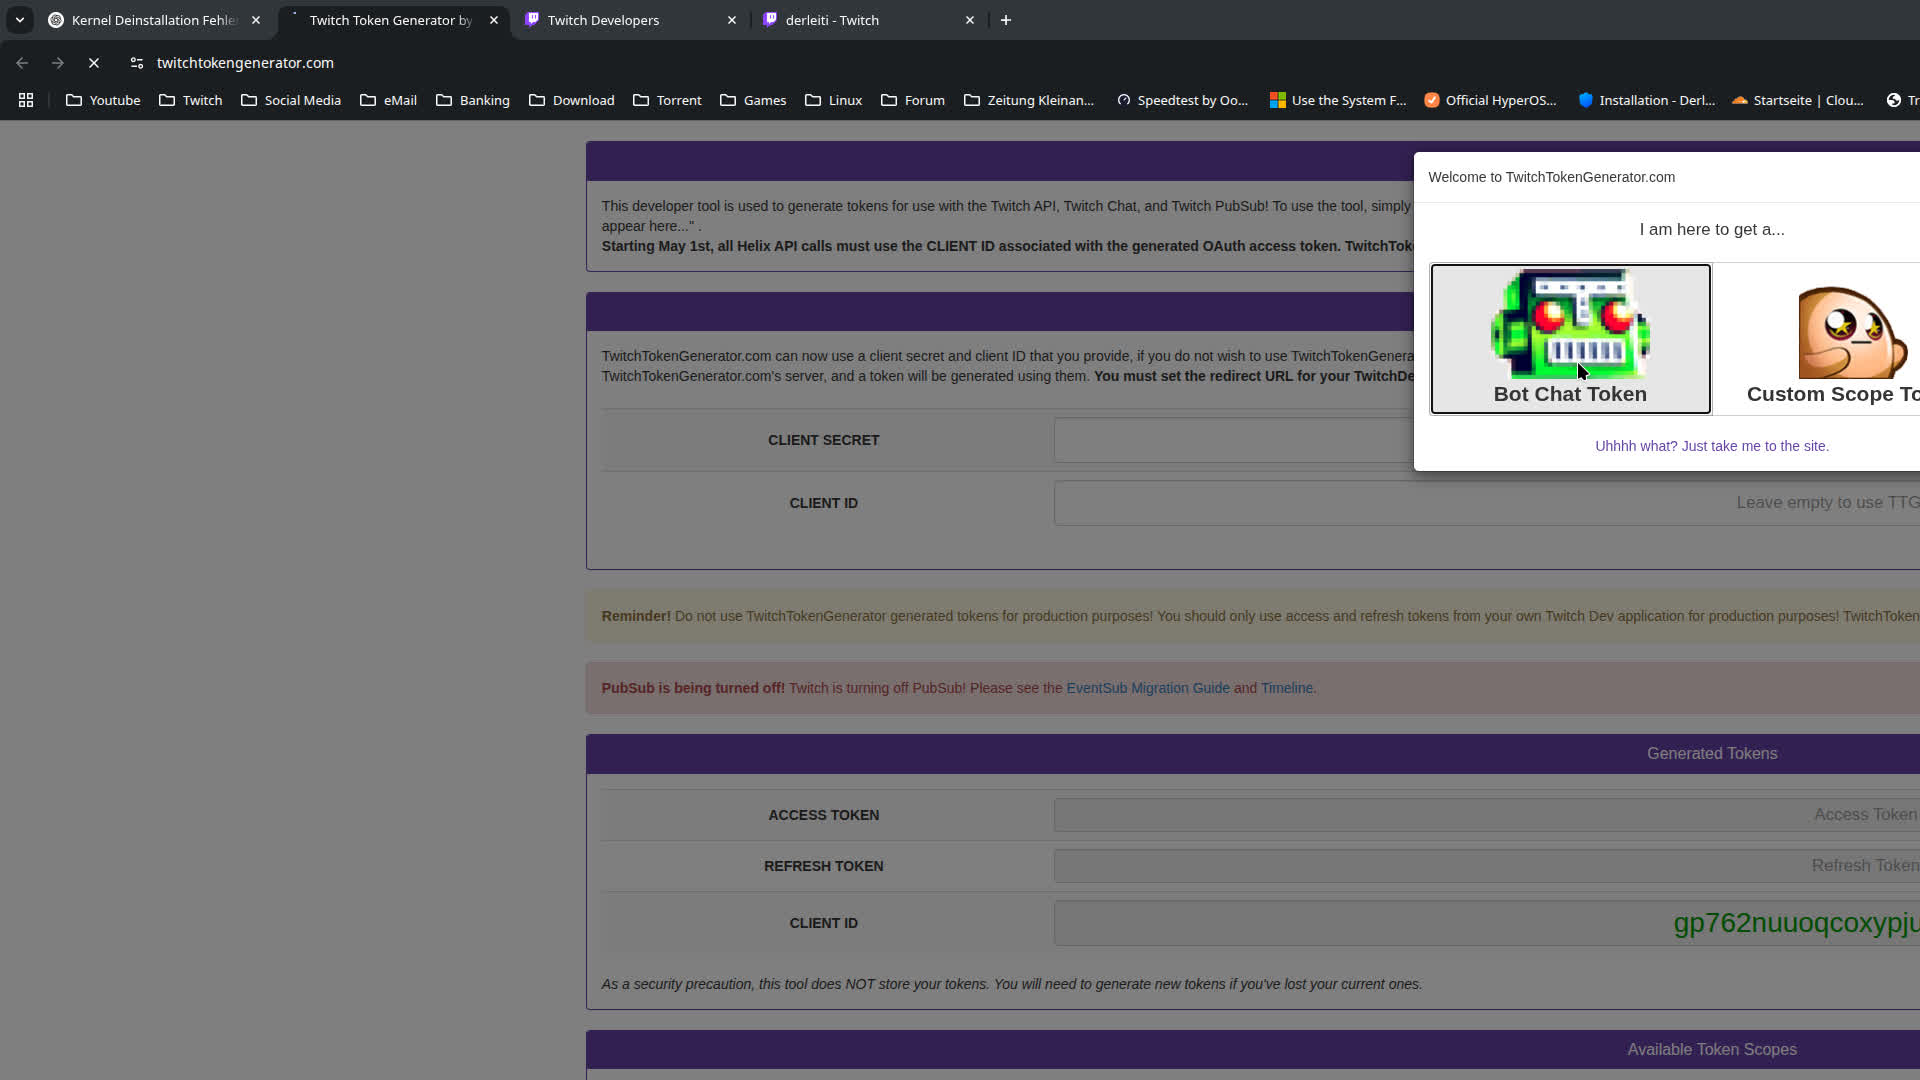 Kernel Deinstallation Fehle
Twitch Token Generator by
Twitch Developers
derleiti - Twitch
twitchtokengenerator.com
Youtube
Twitch
Social Media
eMail
Banking
Download
Torrent
Games
Linux
Forum
Zeitung Kleinan...
Speedtest by Oo...
Use the System F...
Official HyperOS...
Installation - Derl...
Startseite | Clou...
Tr
This developer tool is used to generate tokens for use with the Twitch API, Twitch Chat, and Twitch PubSub! To use the tool, simply
appear here..." .
Starting May 1st, all Helix API calls must use the CLIENT ID associated with the generated OAuth access token. TwitchTok
Welcome to TwitchTokenGenerator.com
I am here to get a...
Bot Chat Token
Custom Scope To
Uhhhh what? Just take me to the site.
TwitchTokenGenerator.com can now use a client secret and client ID that you provide, if you do not wish to use TwitchTokenGenera
TwitchTokenGenerator.com's server, and a token will be generated using them. You must set the redirect URL for your TwitchDe
CLIENT SECRET
CLIENT ID
Leave empty to use TTG
Reminder! Do not use TwitchTokenGenerator generated tokens for production purposes! You should only use access and refresh tokens from your own Twitch Dev application for production purposes! TwitchToken
PubSub is being turned off! Twitch is turning off PubSub! Please see the EventSub Migration Guide and Timeline.
Generated Tokens
ACCESS TOKEN
Access Token
REFRESH TOKEN
Refresh Token
CLIENT ID
gp762nuuoqcoxypju
As a security precaution, this tool does NOT store your tokens. You will need to generate new tokens if you've lost your current ones.
Available Token Scopes